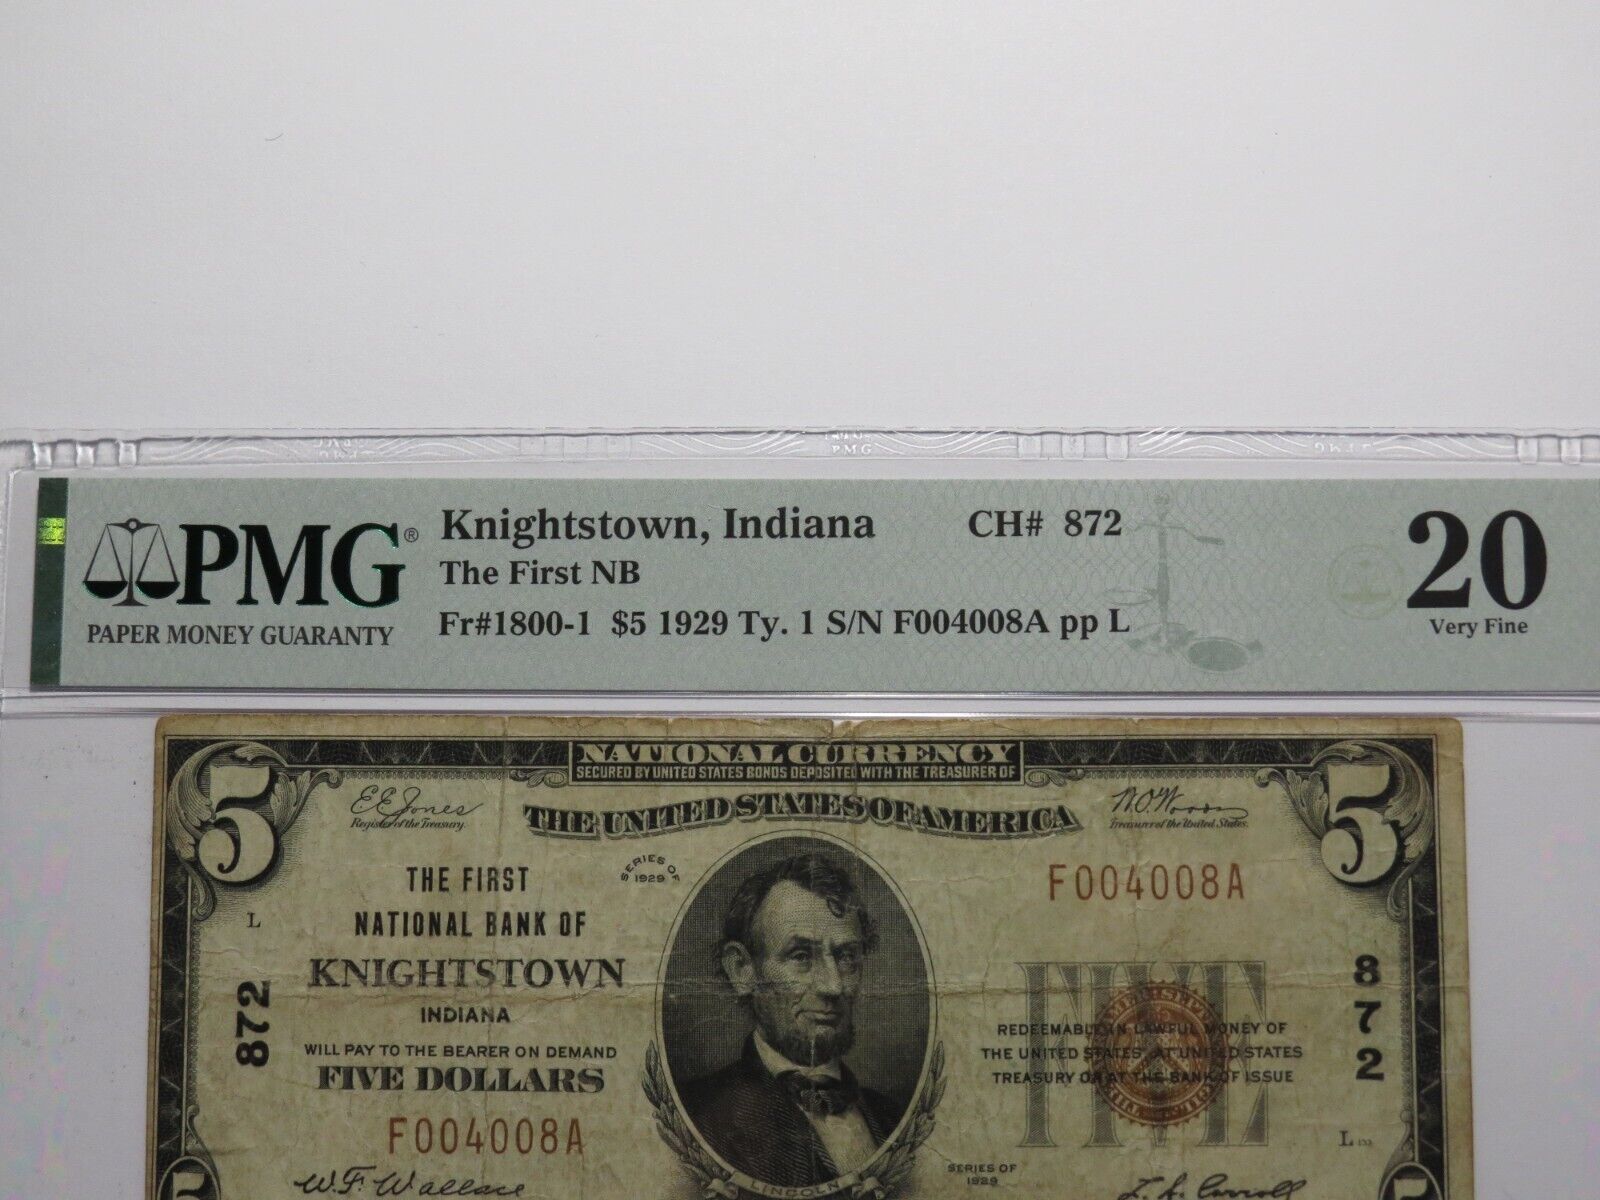 PMG
PMG® Knightstown, Indiana CH# 872 20
The First NB
PAPER MONEY GUARANTY Fr#1800-1 $5 1929 Ty. 1 S/N F004008A pp L Very Fine
NATIONAL CURRENCY
SECURED BY UNITED STATES BONDS DEPOSITED WITH THE TREASURER OF
5 THE UNITED STATES OF AMERICA 5
E E Jones
Register of the Treasury.
W.O. Woods
Treasurer of the United States.
SERIES OF
1929
THE FIRST
NATIONAL BANK OF
KNIGHTSTOWN
INDIANA
WILL PAY TO THE BEARER ON DEMAND
FIVE DOLLARS
L
872
F004008A
F004008A
872
FIVE
REDEEMABLE IN LAWFUL MONEY OF
THE UNITED STATES AT UNITED STATES
TREASURY OR AT THE BANK OF ISSUE
L
W.F. Wallace
LINCOLN
SERIES OF
1929